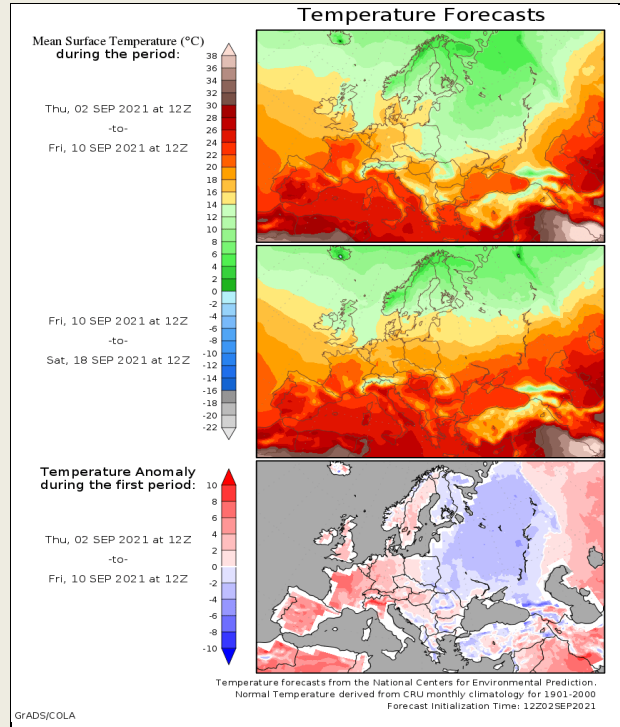 Temperature Forecasts
Mean Surface Temperature (°C)
during the period:
Thu, 02 SEP 2021 at 12Z
-to-
Fri, 10 SEP 2021 at 12Z
Fri, 10 SEP 2021 at 12Z
-to-
Sat, 18 SEP 2021 at 12Z
38
36
34
32
30
28
26
24
22
20
18
16
14
12
10
8
6
4
2
0
-2
-4
-6
-8
-10
-12
-14
-16
-18
-20
-22
Temperature Anomaly
during the first period:
Thu, 02 SEP 2021 at 12Z
-to-
Fri, 10 SEP 2021 at 12Z
10
8
6
4
2
0
-2
-4
-6
-8
-10
Temperature forecasts from the National Centers for Environmental Prediction.
Normal Temperature derived from CRU monthly climatology for 1901-2000
Forecast Initialization Time: 12Z02SEP2021
GrADS/COLA